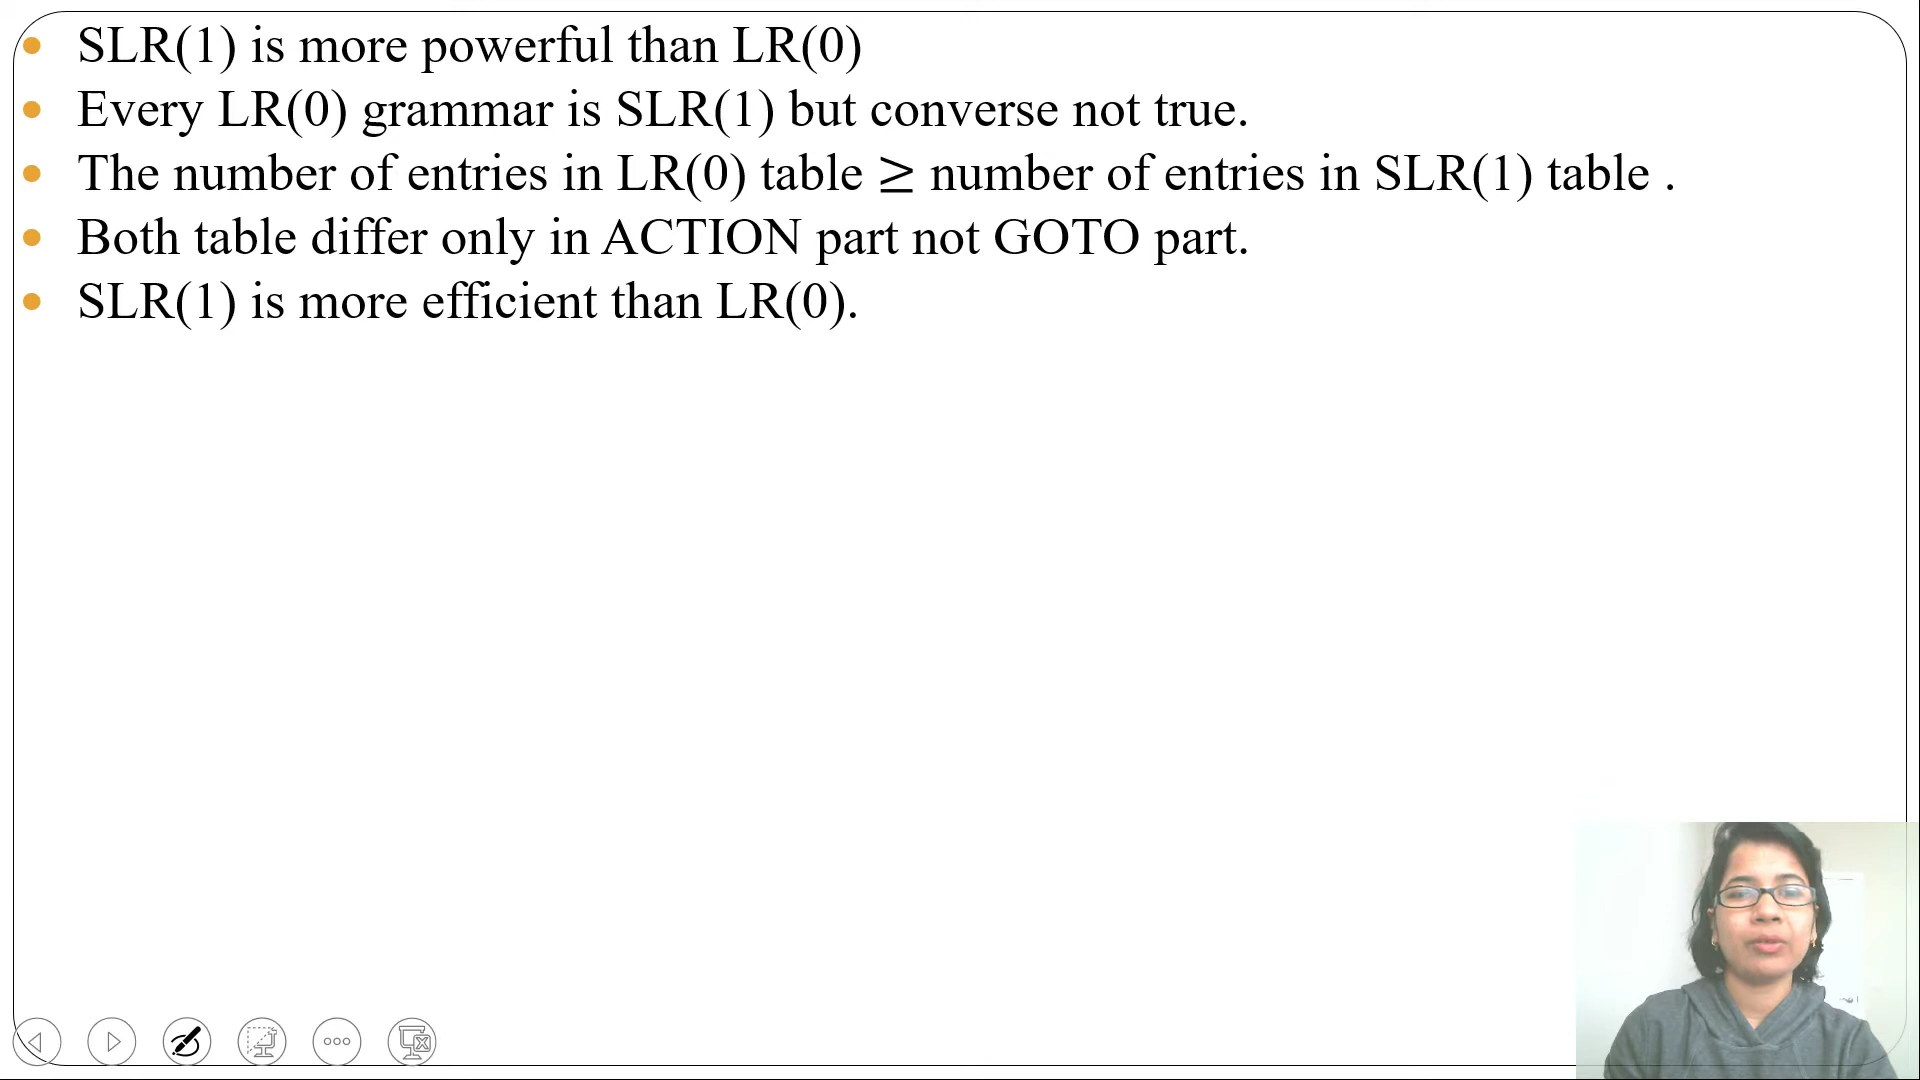 SLR(1) is more powerful than LR(0)
Every LR(0) grammar is SLR(1) but converse not true.
The number of entries in LR(0) table ≥ number of entries in SLR(1) table .
Both table differ only in ACTION part not GOTO part.
SLR(1) is more efficient than LR(0).